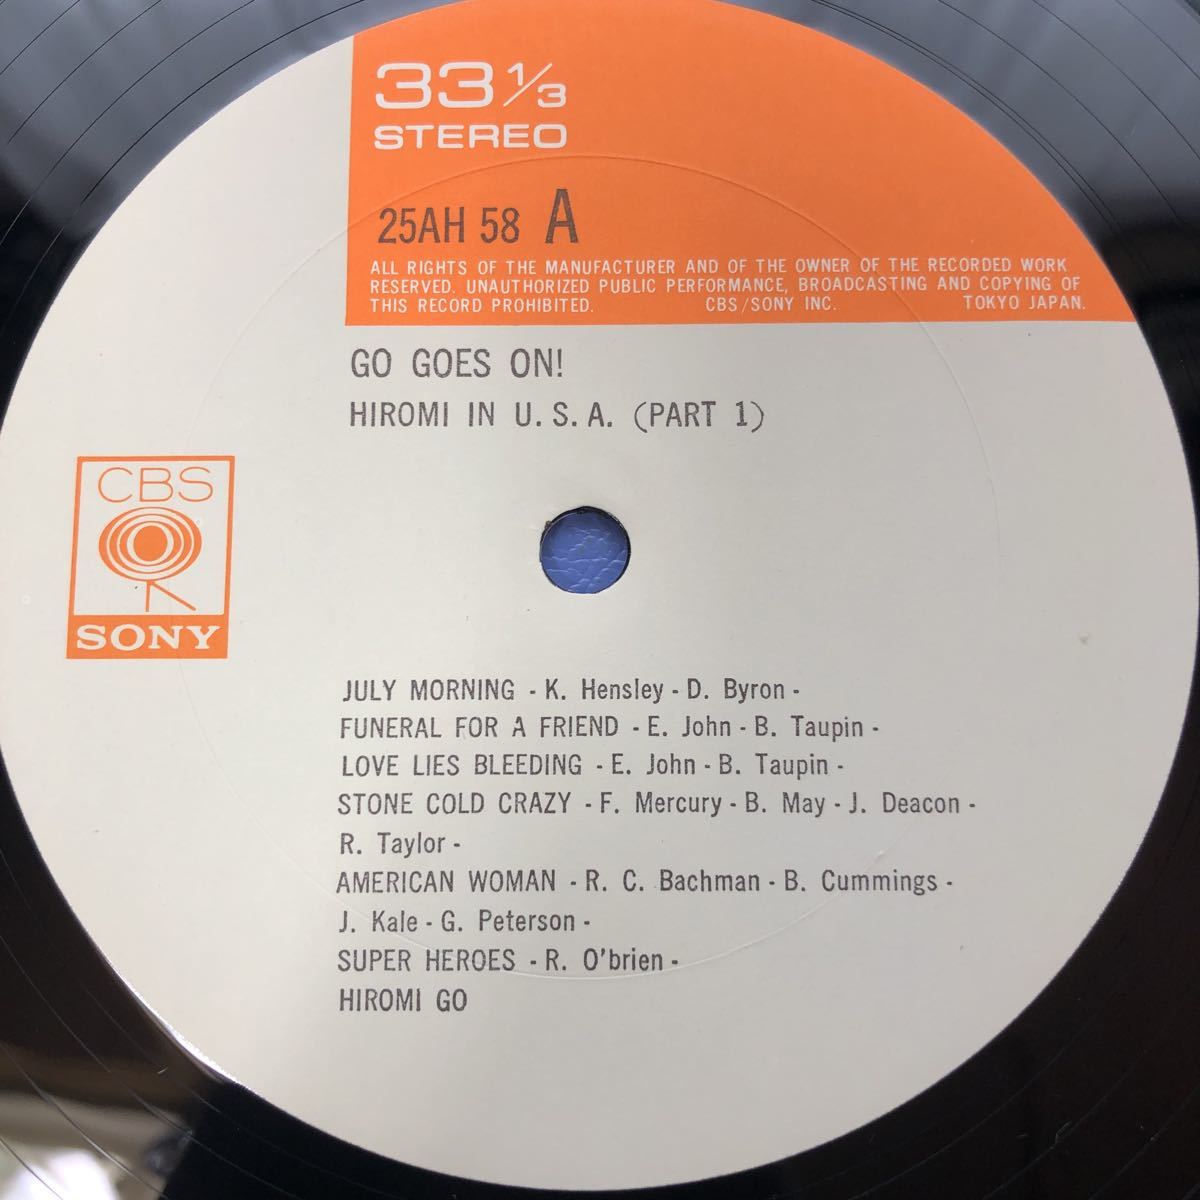 33 1/3
STEREO
25AH 58 A
ALL RIGHTS OF THE MANUFACTURER AND OF THE OWNER OF THE RECORDED WORK
RESERVED. UNAUTHORIZED PUBLIC PERFORMANCE, BROADCASTING AND COPYING OF
THIS RECORD PROHIBITED. CBS/SONY INC. TOKYO JAPAN.
GO GOES ON!
HIROMI IN U.S.A. (PART 1)
CBS
SONY
JULY MORNING - K. Hensley - D. Byron -
FUNERAL FOR A FRIEND - E. John - B. Taupin -
LOVE LIES BLEEDING - E. John - B. Taupin -
STONE COLD CRAZY - F. Mercury - B. May - J. Deacon -
R. Taylor -
AMERICAN WOMAN - R. C. Bachman - B. Cummings -
J. Kale - G. Peterson -
SUPER HEROES - R. O'brien -
HIROMI GO